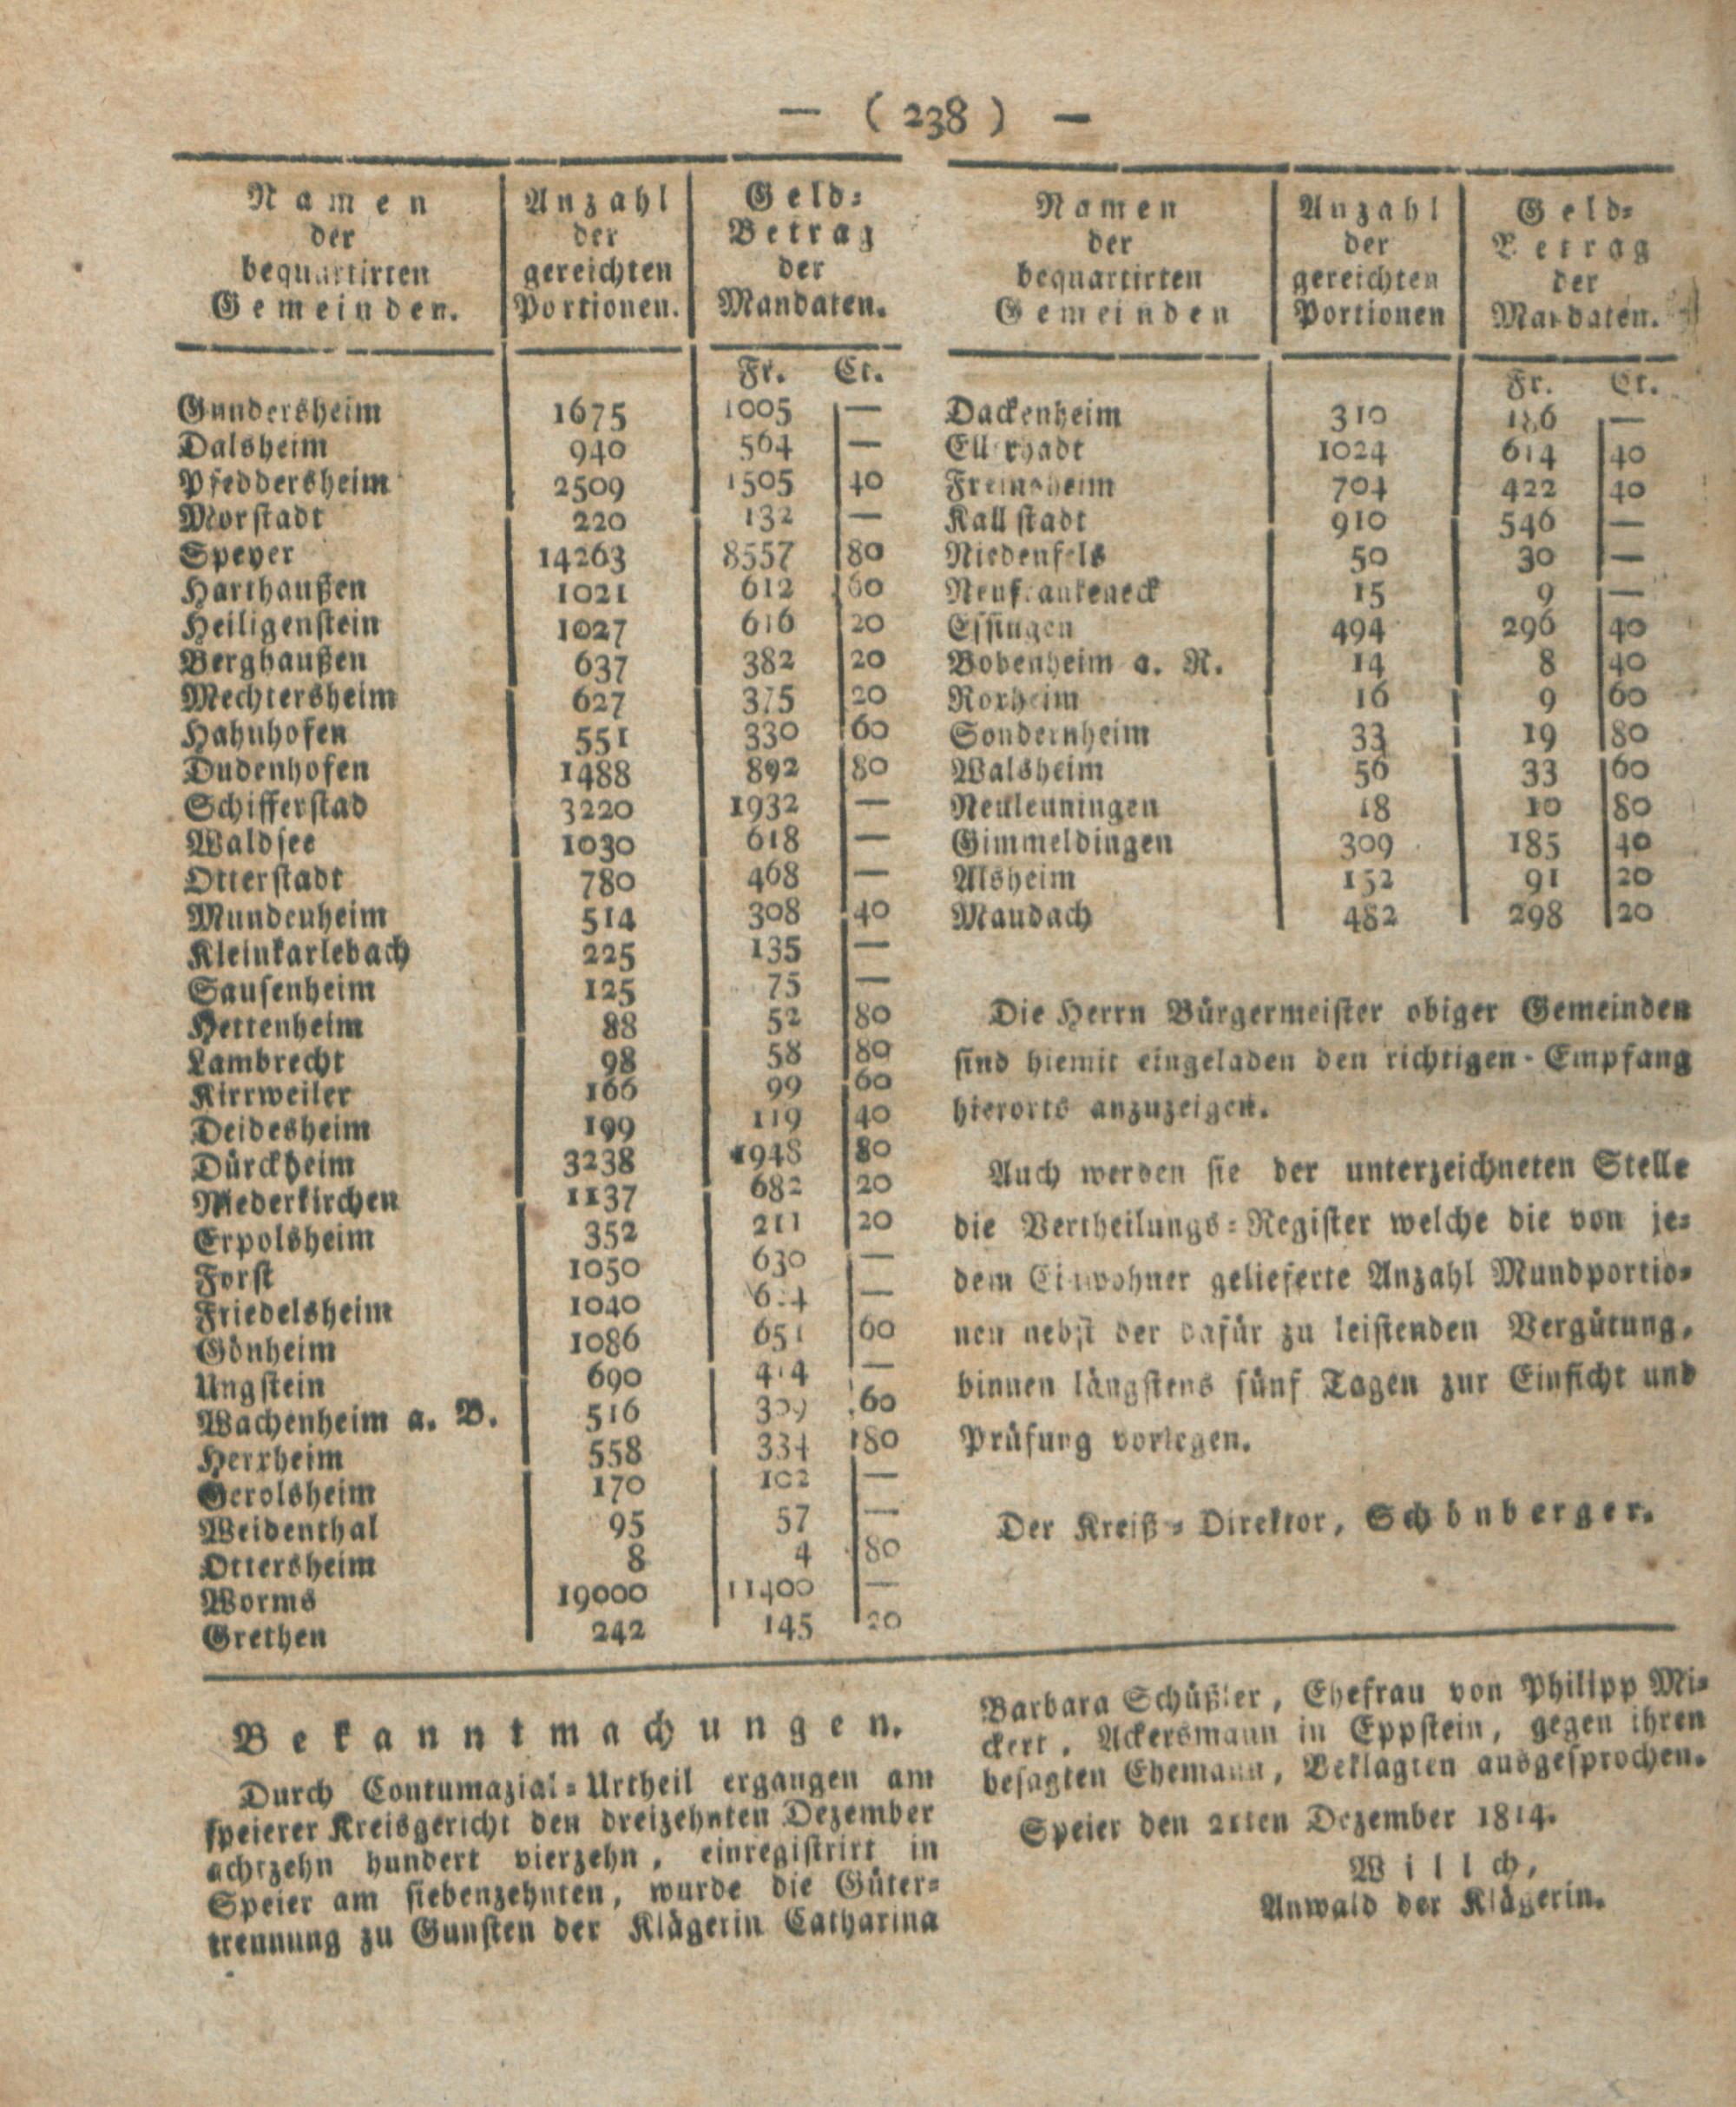 — ( 238 ) —
Namen
der
bequartirten
Gemeinden.
Anzahl
der
gereichten
Portionen.
Geld-
Betrag
der
Mandaten.
Fr. Ct.
Gundersheim 1675 1005 —
Dalsheim 940 564 —
Pfeddersheim 2509 1505 40
Morstadt 220 132 —
Speyer 14263 8557 80
Harthaußen 1021 612 60
Heiligenstein 1027 616 20
Berghaußen 637 382 20
Mechtersheim 627 375 20
Hahnhofen 551 330 60
Dudenhofen 1488 892 80
Schifferstad 3220 1932 —
Waldsee 1030 618 —
Otterstadt 780 468 —
Mundenheim 514 308 40
Kleinkarlebach 225 135 —
Sausenheim 125 75 —
Hettenheim 88 52 80
Lambrecht 98 58 80
Kirrweiler 166 99 60
Deidesheim 199 119 40
Dürckheim 3238 1948 80
Niederkirchen 1137 682 20
Erpolsheim 352 211 20
Forst 1050 630 —
Friedelsheim 1040 —
Gönheim 1086 651 60
Ungstein 690 414 —
Wachenheim a. B. 516 309 60
Herrheim 558 334 80
Gerolsheim 170 102 —
Weidenthal 95 57 —
Ottersheim 8 4 80
Worms 19000 11400 —
Grethen 242 145 20
Namen
der
bequartirten
Gemeinden
Anzahl
der
gereichten
Portionen
Geld-
Betrag
der
Mandaten.
Fr. Ct.
Dackenheim 310 186 —
Ellerstadt 1024 614 40
Freinsheim 704 422 40
Kallstadt 910 546 —
Niedenfels 50 30 —
Neufrankeneck 15 9 —
Essingen 494 296 40
Bobenheim a. R. 14 8 40
Roxheim 16 9 60
Sondernheim 33 19 80
Walsheim 56 33 60
Neuleuningen 18 10 80
Gimmeldingen 309 185 40
Alsheim 152 91 20
Maudach 482 298 20
Die Herrn Bürgermeister obiger Gemeinden
sind hiemit eingeladen den richtigen Empfang
hierorts anzuzeigen.
Auch werden sie der unterzeichneten Stelle
die Vertheilungs-Register welche die von je-
dem Einwohner gelieferte Anzahl Mundportio-
nen nebst der dafür zu leistenden Vergütung,
binnen längstens fünf Tagen zur Einsicht und
Prüfung vorlegen.
Der Kreiß-Direktor, Schönberger.
Bekanntmachungen.
Durch Contumazial-Urtheil ergangen am
speierer Kreisgericht den dreizehnten Dezember
achtzehn hundert vierzehn, einregistrirt in
Speier am siebenzehnten, wurde die Güter-
trennung zu Gunsten der Klägerin Catharina
Barbara Schüßler, Ehefrau von Philipp Mi-
ckert, Ackersmann in Eppstein, gegen ihren
besagten Ehemann, Beklagten ausgesprochen.
Speier den 21ten Dezember 1814.
Willch,
Anwald der Klägerin.